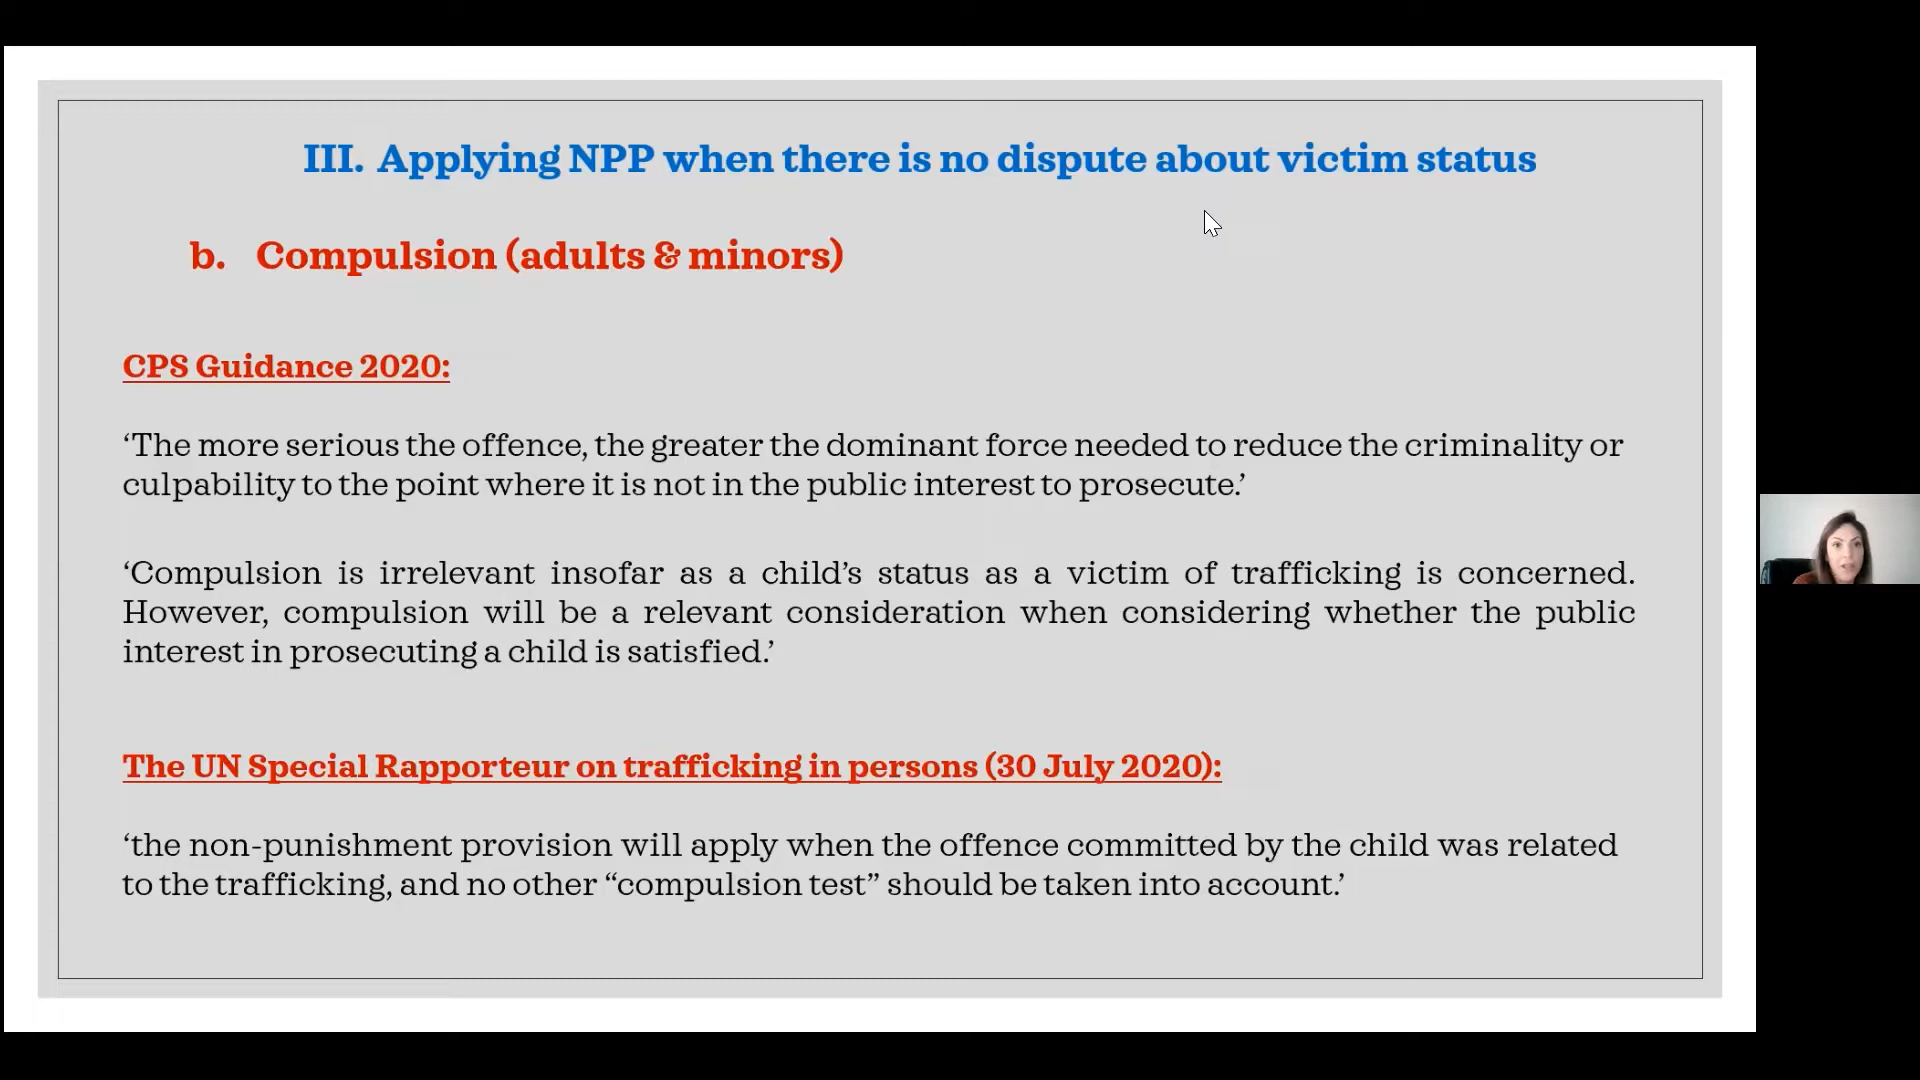 III. Applying NPP when there is no dispute about victim status
b. Compulsion (adults & minors)
CPS Guidance 2020:
‘The more serious the offence, the greater the dominant force needed to reduce the criminality or
culpability to the point where it is not in the public interest to prosecute.’
‘Compulsion is irrelevant insofar as a child’s status as a victim of trafficking is concerned.
However, compulsion will be a relevant consideration when considering whether the public
interest in prosecuting a child is satisfied.’
The UN Special Rapporteur on trafficking in persons (30 July 2020):
‘the non-punishment provision will apply when the offence committed by the child was related
to the trafficking, and no other “compulsion test” should be taken into account.’